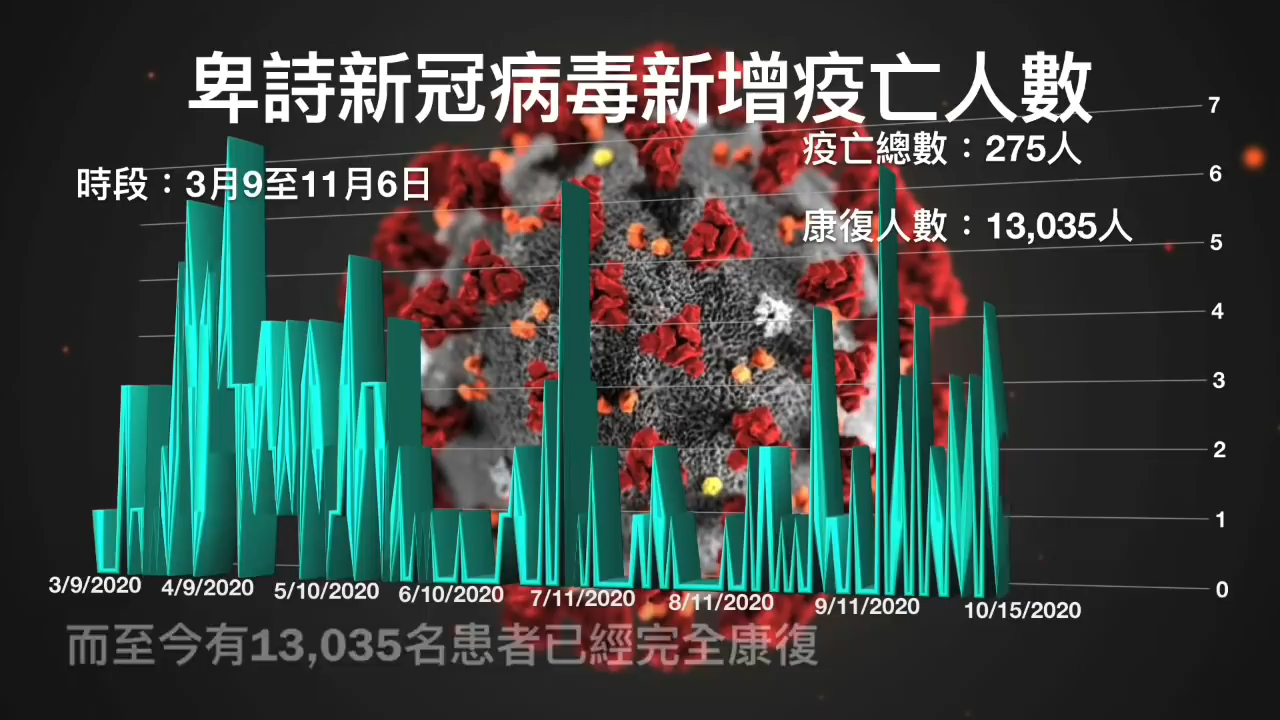 卑詩新冠病毒新增疫亡人數
時段：3月9至11月6日
疫亡總數：275人
康復人數：13,035人
7
6
5
4
3
2
1
0
3/9/2020 4/9/2020 5/10/2020 6/10/2020 7/11/2020 8/11/2020 9/11/2020 10/15/2020
而至今有13,035名患者已經完全康復